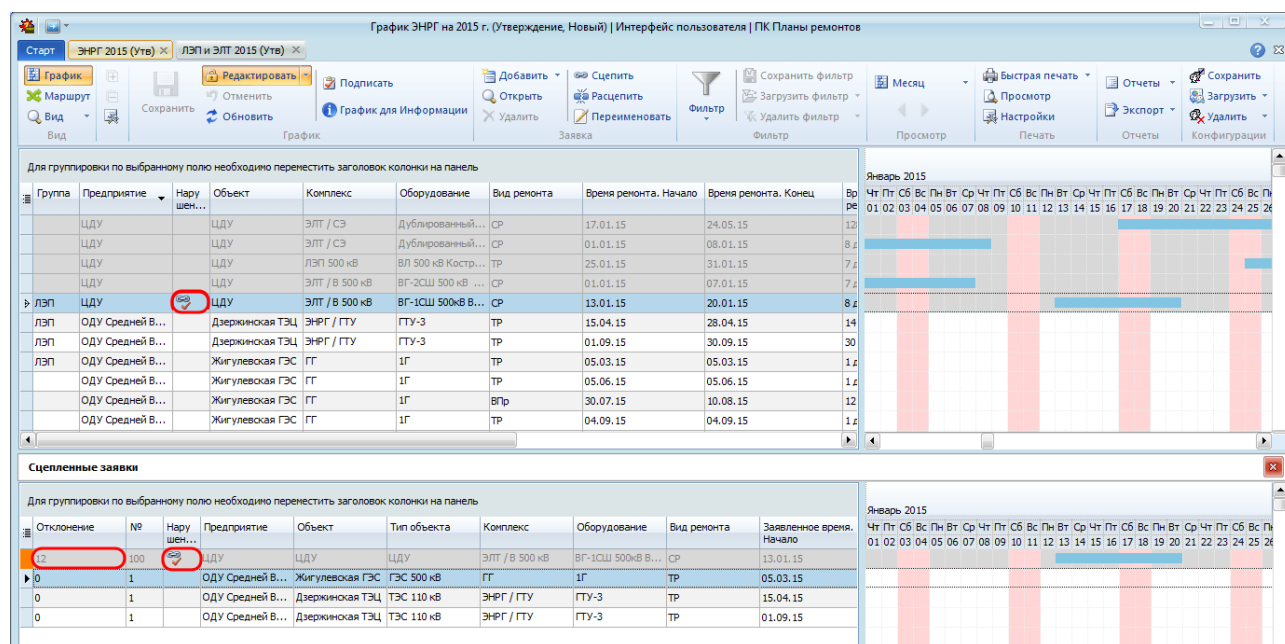 График ЭНРГ на 2015 г. (Утверждение, Новый) | Интерфейс пользователя | ПК Планы ремонтов
Старт ЭНРГ 2015 (Утв) ЛЭП и ЭЛТ 2015 (Утв)
График Редактировать Подписать Добавить Сцепить Сохранить фильтр Месяц Быстрая печать Отчеты Сохранить
Маршрут Сохранить Отменить Открыть Расцепить Фильтр Загрузить фильтр Просмотр Загрузить
Вид Обновить График для Информации Удалить Переименовать Удалить фильтр Настройки Экспорт Удалить
Вид График Заявка Фильтр Просмотр Печать Отчеты Конфигурации
Для группировки по выбранному полю необходимо переместить заголовок колонки на панель
Январь 2015
Группа Предприятие Нару шен... Объект Комплекс Оборудование Вид ремонта Время ремонта. Начало Время ремонта. Конец Вр ре
Чт Пт Сб Вс Пн Вт Ср Чт Пт Сб Вс Пн Вт Ср Чт Пт Сб Вс Пн Вт Ср Чт Пт Сб Вс Пн
01 02 03 04 05 06 07 08 09 10 11 12 13 14 15 16 17 18 19 20 21 22 23 24 25 26
ЦДУ ЦДУ ЭЛТ / СЭ Дублированный... СР 17.01.15 24.05.15 12
ЦДУ ЦДУ ЭЛТ / СЭ Дублированный... СР 01.01.15 08.01.15 8 д
ЦДУ ЦДУ ЛЭП 500 кВ ВЛ 500 кВ Костр... ТР 25.01.15 31.01.15 7 д
ЦДУ ЦДУ ЭЛТ / В 500 кВ ВГ-2СШ 500 кВ ... СР 01.01.15 07.01.15 7 д
ЛЭП ЦДУ ЦДУ ЭЛТ / В 500 кВ ВГ-1СШ 500кВ В... СР 13.01.15 20.01.15 8 д
ЛЭП ОДУ Средней В... Дзержинская ТЭЦ ЭНРГ / ГТУ ГТУ-3 ТР 15.04.15 28.04.15 14
ЛЭП ОДУ Средней В... Дзержинская ТЭЦ ЭНРГ / ГТУ ГТУ-3 ТР 01.09.15 30.09.15 30
ЛЭП ОДУ Средней В... Жигулевская ГЭС ГГ 1Г ТР 05.03.15 05.03.15 1 д
ОДУ Средней В... Жигулевская ГЭС ГГ 1Г ТР 05.06.15 05.06.15 1 д
ОДУ Средней В... Жигулевская ГЭС ГГ 1Г ВПр 30.07.15 10.08.15 12
ОДУ Средней В... Жигулевская ГЭС ГГ 1Г ТР 04.09.15 04.09.15 1 д
Сцепленные заявки
Для группировки по выбранному полю необходимо переместить заголовок колонки на панель
Январь 2015
Отклонение № Нару шен... Предприятие Объект Тип объекта Комплекс Оборудование Вид ремонта Заявленное время. Начало
Чт Пт Сб Вс Пн Вт Ср Чт Пт Сб Вс Пн Вт Ср Чт Пт Сб Вс Пн Вт Ср Чт Пт Сб Вс Пн
01 02 03 04 05 06 07 08 09 10 11 12 13 14 15 16 17 18 19 20 21 22 23 24 25 26
12 100 ЦДУ ЦДУ ЦДУ ЭЛТ / В 500 кВ ВГ-1СШ 500кВ В... СР 13.01.15
0 1 ОДУ Средней В... Жигулевская ГЭС ГЭС 500 кВ ГГ 1Г ТР 05.03.15
0 1 ОДУ Средней В... Дзержинская ТЭЦ ТЭС 110 кВ ЭНРГ / ГТУ ГТУ-3 ТР 15.04.15
0 1 ОДУ Средней В... Дзержинская ТЭЦ ТЭС 110 кВ ЭНРГ / ГТУ ГТУ-3 ТР 01.09.15